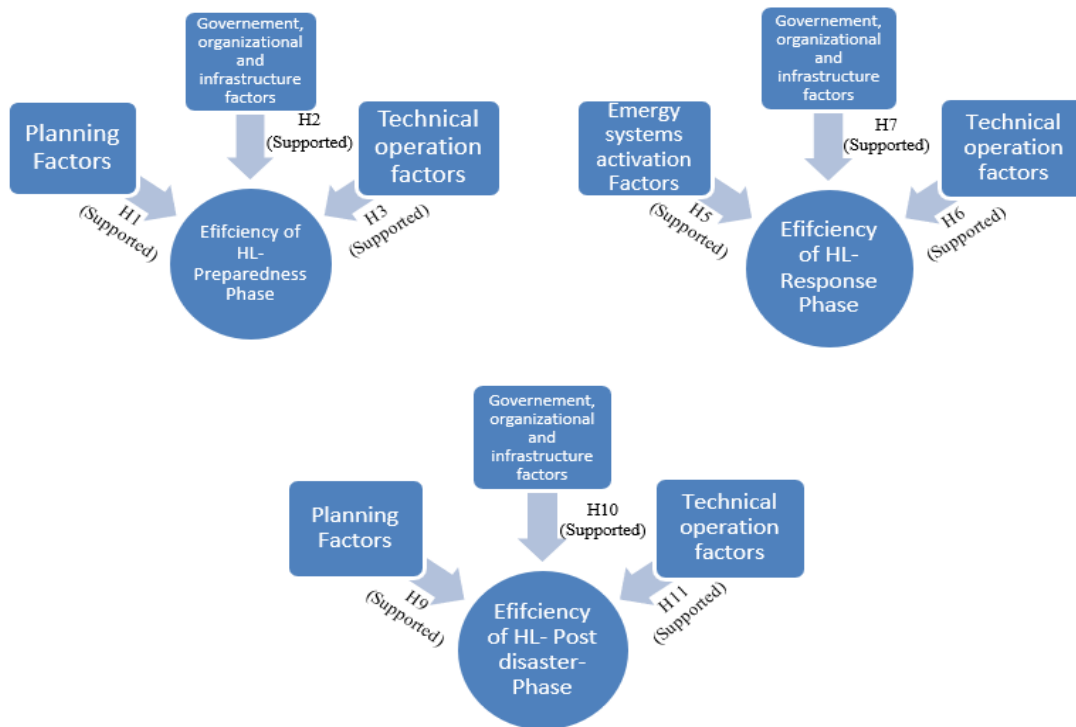 Governement,
organizational
and
infrastructure
factors
Planning
Factors
H2
(Supported)
Technical
operation
factors
H1
(Supported)
H3
(Supported)
Efifciency of
HL-
Preparedness
Phase
Governement,
organizational
and
infrastructure
factors
Emergy
systems
activation
Factors
H7
(Supported)
Technical
operation
factors
H5
(Supported)
H6
(Supported)
Efifciency
of HL-
Response
Phase
Governement,
organizational
and
infrastructure
factors
Planning
Factors
H10
(Supported)
Technical
operation
factors
H9
(Supported)
H11
(Supported)
Efifciency
of HL- Post
disaster-
Phase